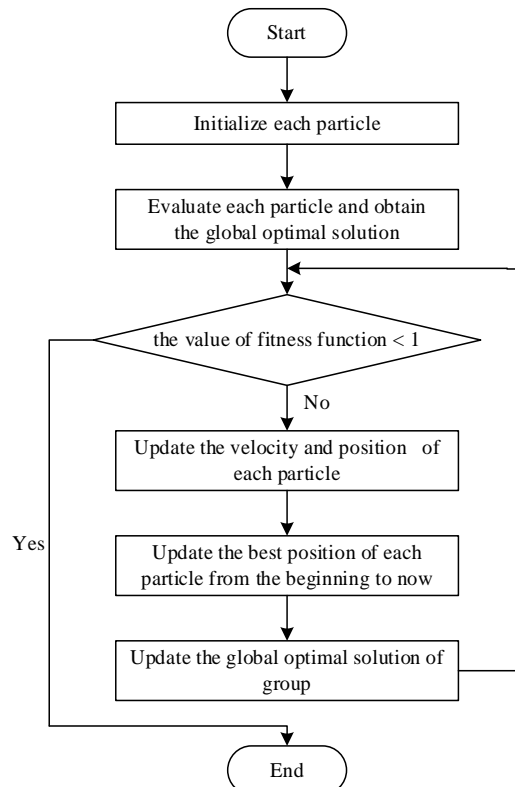 Start
Initialize each particle
Evaluate each particle and obtain
the global optimal solution
the value of fitness function < 1
No
Update the velocity and position of
each particle
Yes
Update the best position of each
particle from the beginning to now
Update the global optimal solution of
group
End